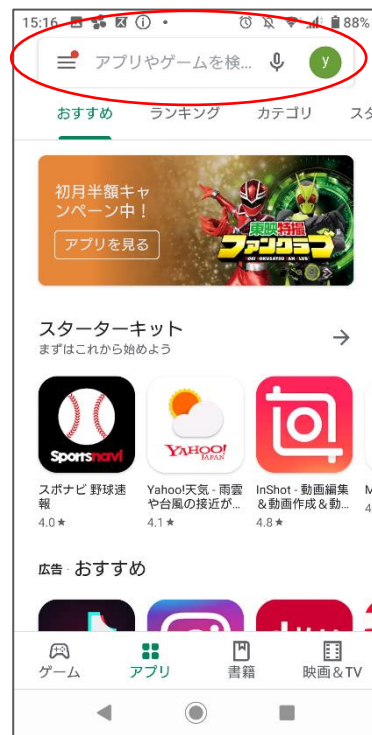 15:16 88%
アプリやゲームを検... y
おすすめ ランキング カテゴリ スタ
初月半額キャ
ンペーン中！
アプリを見る
東映特撮
ファンクラブ
スターターキット
まずはこれから始めよう
Sportsnavi
YAHOO!
JAPAN
スポナビ 野球速
報
4.0★
Yahoo!天気 - 雨雲
や台風の接近が...
4.1★
InShot - 動画編集
＆動画作成＆動...
4.8★
M
4
広告・おすすめ
ゲーム アプリ 書籍 映画＆TV